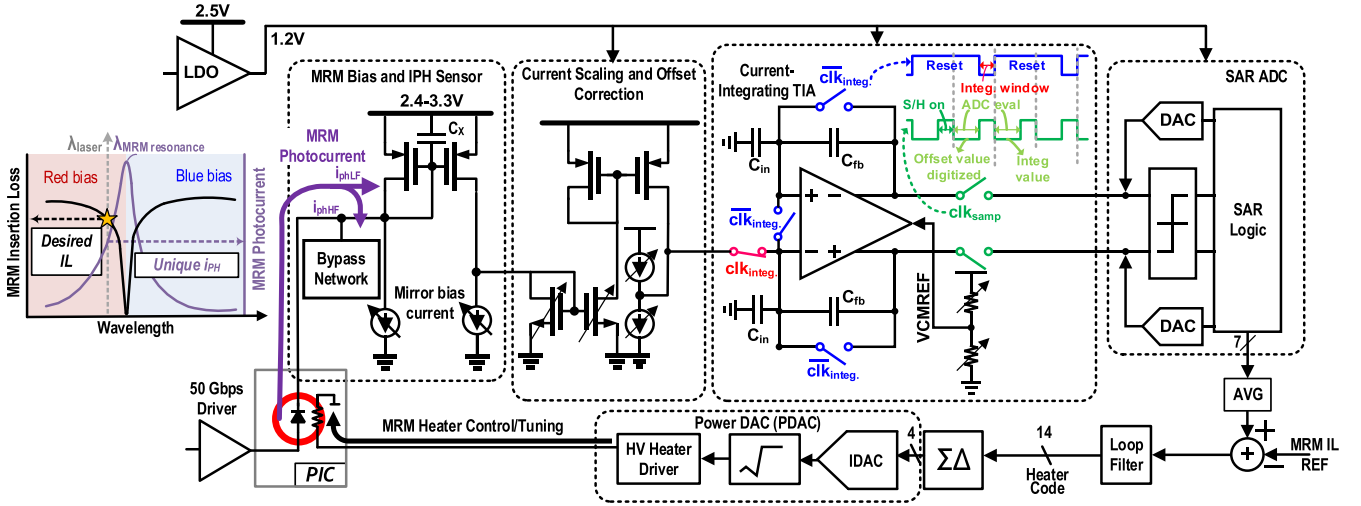 2.5V
1.2V
LDO
MRM Bias and IPH Sensor
2.4-3.3V
Cx
MRM
Photocurrent
iphLF
iphHF
Bypass
Network
Mirror bias
current
Current Scaling and Offset
Correction
Current-
Integrating TIA
clkinteg.
Reset
Reset
Integ. window
S/H on
ADC eval
Offset value
digitized
Integ
value
Cin
Cfb
clkinteg.
clkinteg.
clksamp
Cin
Cfb
clkinteg.
VCMREF
SAR ADC
DAC
SAR
Logic
DAC
7
AVG
λlaser
λMRM resonance
Red bias
Blue bias
Desired
IL
Unique iPH
MRM Insertion Loss
MRM Photocurrent
Wavelength
50 Gbps
Driver
PIC
MRM Heater Control/Tuning
Power DAC (PDAC)
HV Heater
Driver
√
IDAC
4
ΣΔ
14
Heater
Code
Loop
Filter
+
+
−
MRM IL
REF